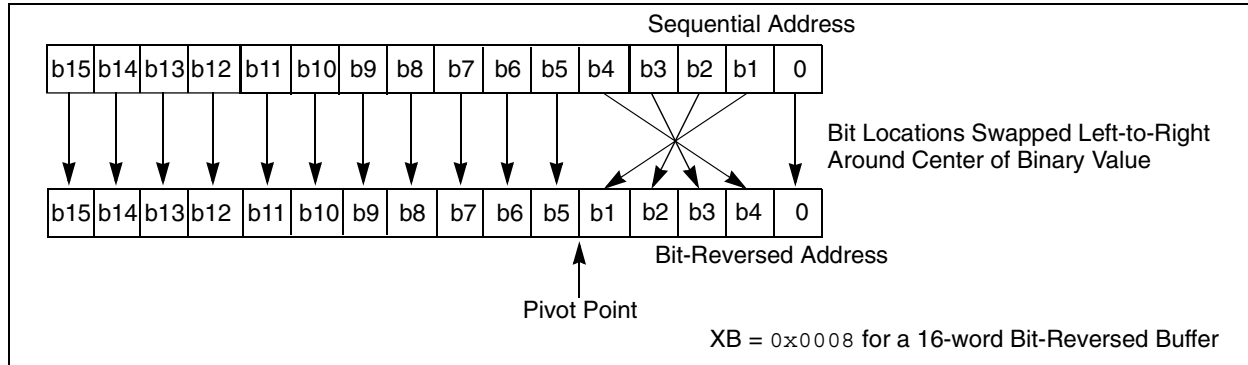 Sequential Address
b15 b14 b13 b12 b11 b10 b9 b8 b7 b6 b5 b4 b3 b2 b1 0
Bit Locations Swapped Left-to-Right
Around Center of Binary Value
b15 b14 b13 b12 b11 b10 b9 b8 b7 b6 b5 b1 b2 b3 b4 0
Bit-Reversed Address
Pivot Point
XB = 0x0008 for a 16-word Bit-Reversed Buffer